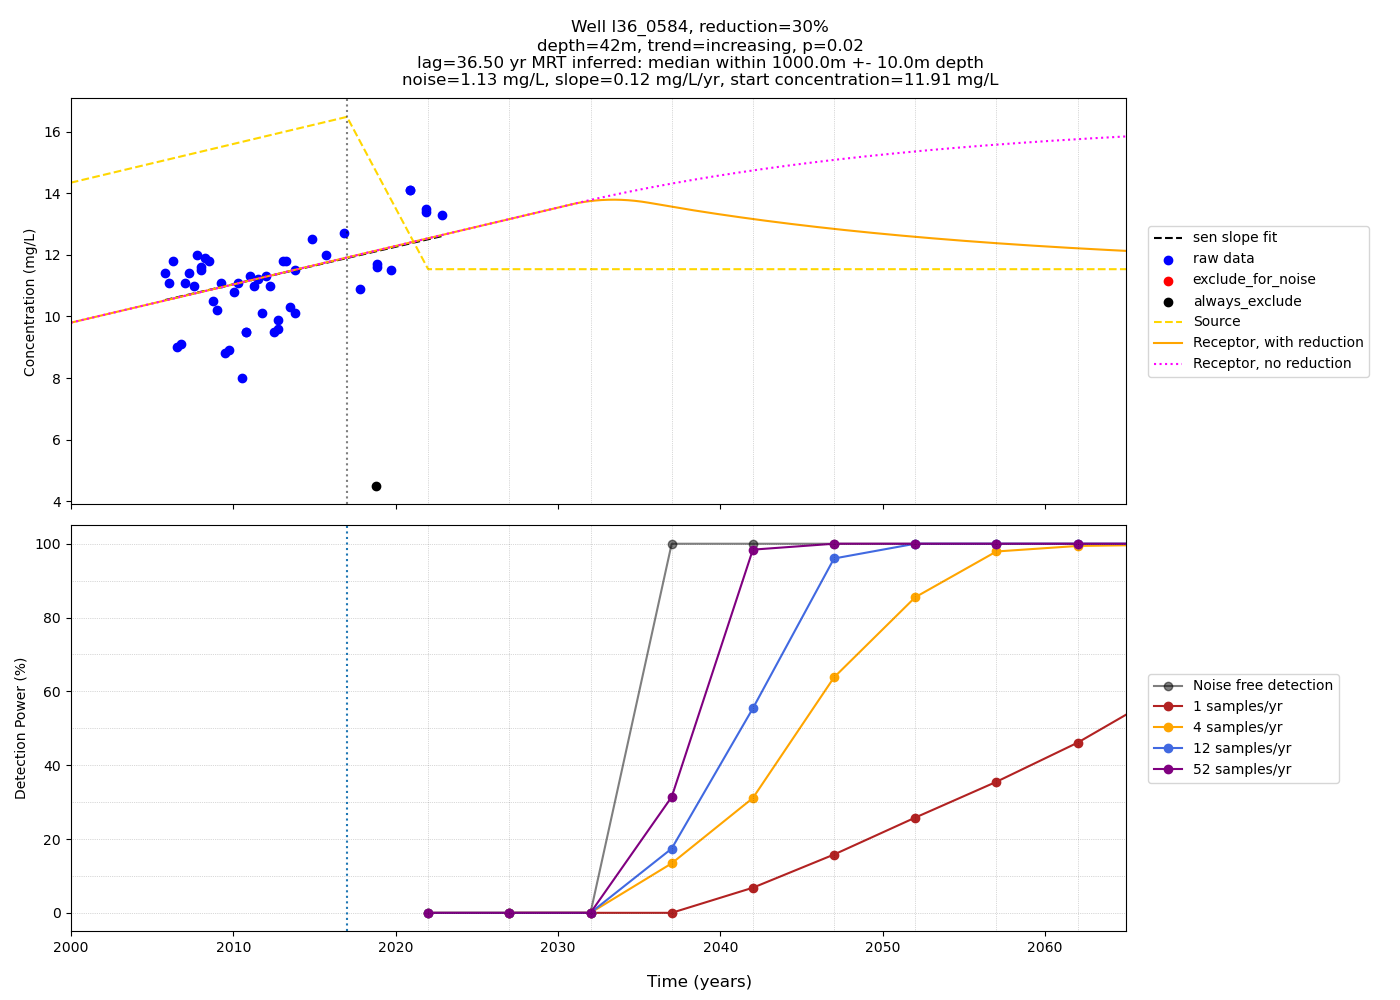 Well l36_0584, reduction=30%
depth=42m, trend=increasing, p=0.02
lag=36.50 yr MRT inferred: median within 1000.0m +- 10.0m depth
noise=1.13 mg/L, slope=0.12 mg/L/yr, start concentration=11.91 mg/L
16
14
12
10
8
6
4
Concentration (mg/L)
sen slope fit
raw data
exclude_for_noise
always_exclude
Source
Receptor, with reduction
Receptor, no reduction
100
80
60
40
20
0
Detection Power (%)
Noise free detection
1 samples/yr
4 samples/yr
12 samples/yr
52 samples/yr
2000 2010 2020 2030 2040 2050 2060
Time (years)